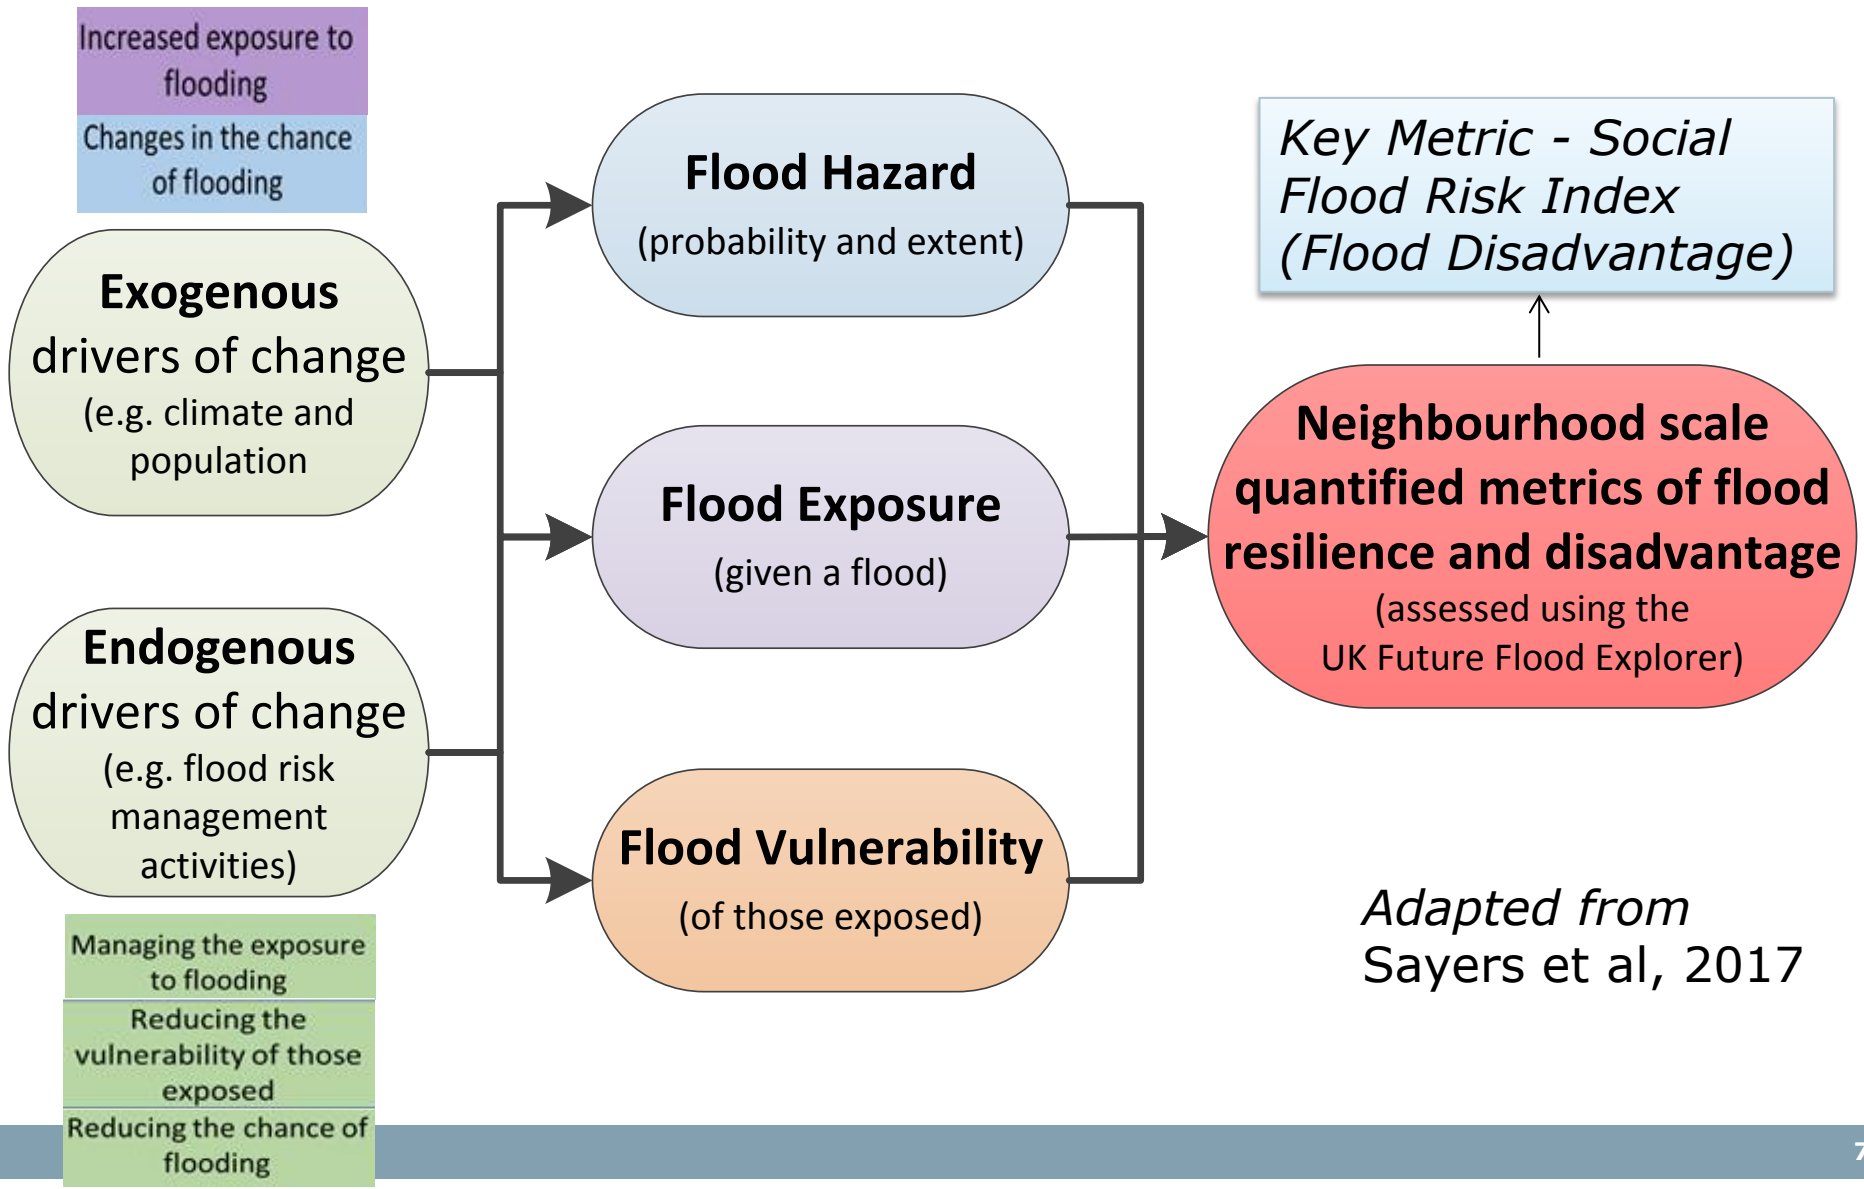 Increased exposure to
flooding
Changes in the chance
of flooding
Exogenous
drivers of change
(e.g. climate and
population
Endogenous
drivers of change
(e.g. flood risk
management
activities)
Managing the exposure
to flooding
Reducing the
vulnerability of those
exposed
Reducing the chance of
flooding
Flood Hazard
(probability and extent)
Flood Exposure
(given a flood)
Flood Vulnerability
(of those exposed)
Key Metric - Social
Flood Risk Index
(Flood Disadvantage)
Neighbourhood scale
quantified metrics of flood
resilience and disadvantage
(assessed using the
UK Future Flood Explorer)
Adapted from
Sayers et al, 2017
7